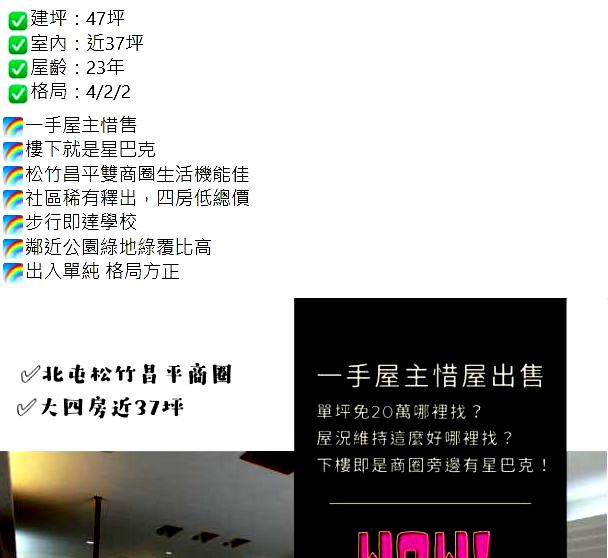 ✅建坪：47坪
✅室內：近37坪
✅屋齡：23年
✅格局：4/2/2
🌈一手屋主惜售
🌈樓下就是星巴克
🌈松竹昌平雙商圈生活機能佳
🌈社區稀有釋出，四房低總價
🌈步行即達學校
🌈鄰近公園綠地綠覆比高
🌈出入單純 格局方正
✓北屯松竹昌平商圈
✓大四房近37坪
一手屋主惜屋出售
單坪免20萬哪裡找？
屋況維持這麼好哪裡找？
下樓即是商圈旁邊有星巴克！
WOW!